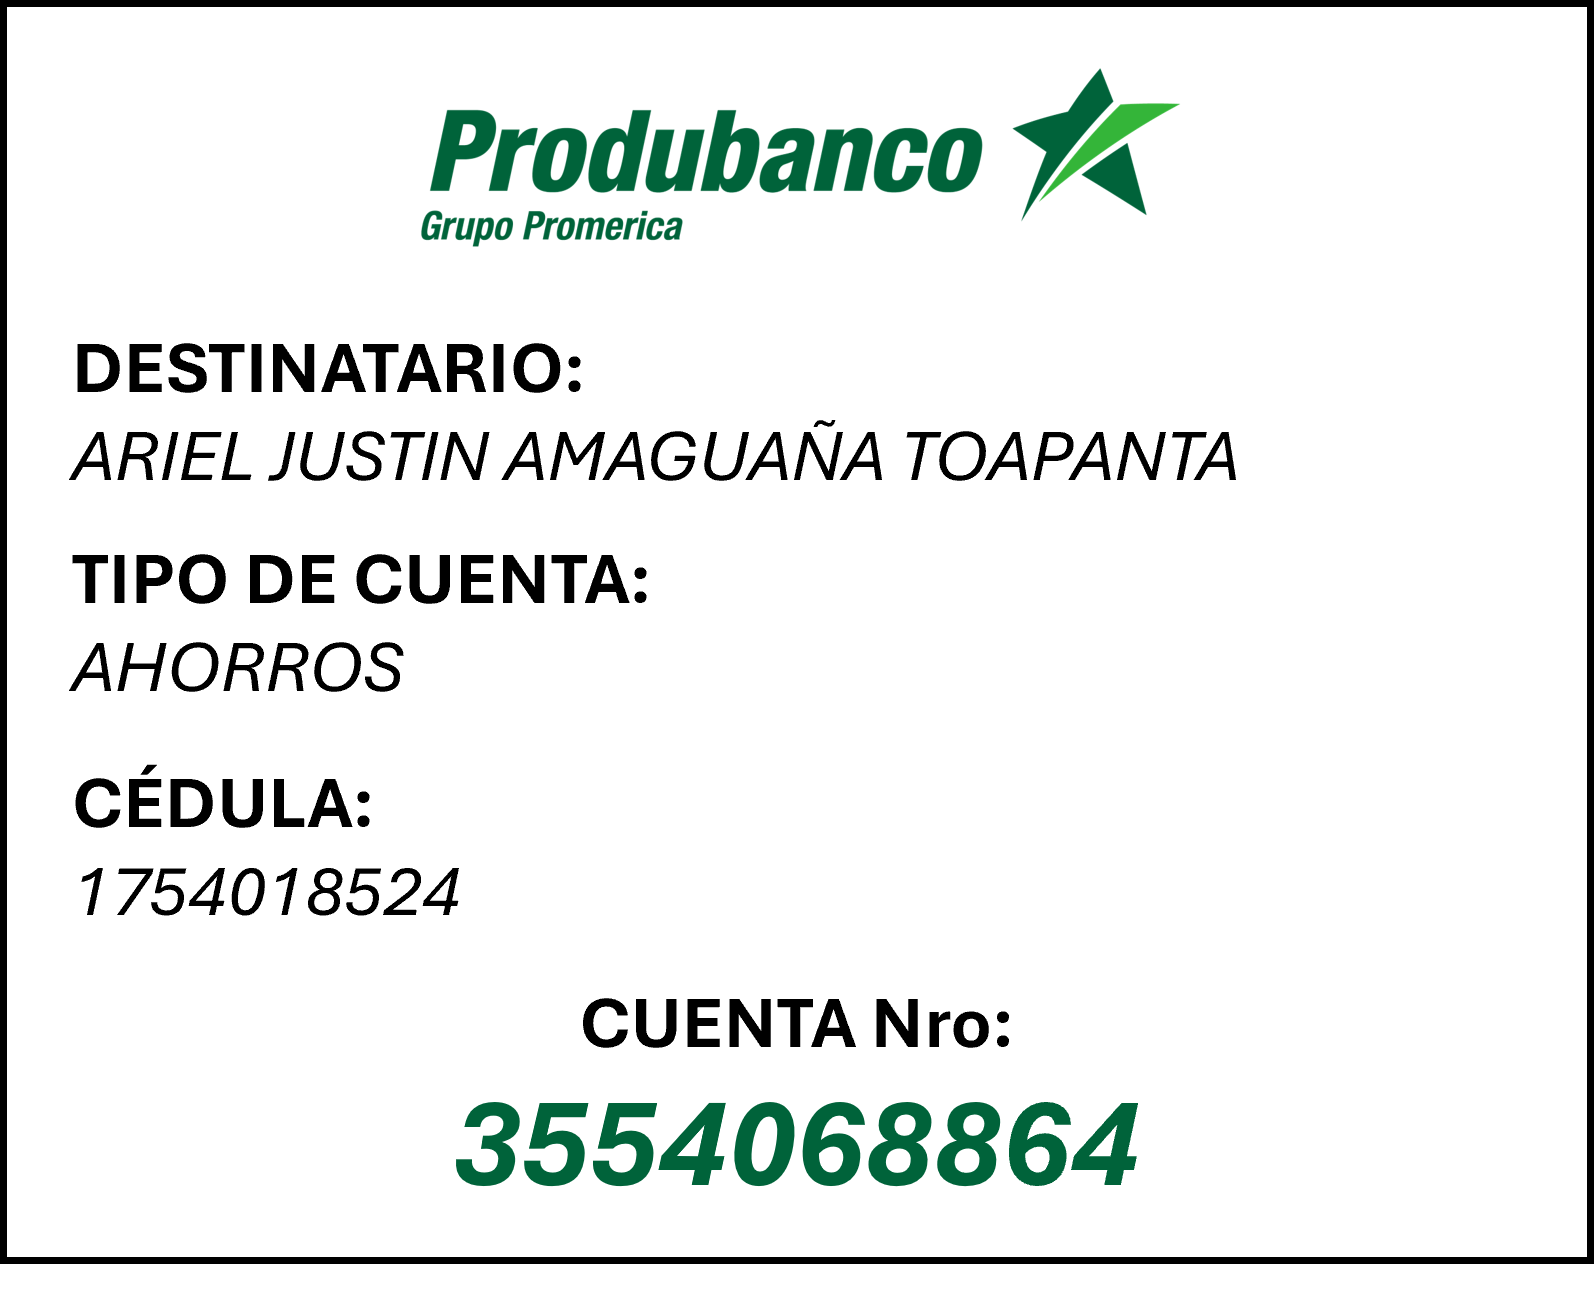 Produbanco
Grupo Promerica
DESTINATARIO:
ARIEL JUSTIN AMAGUAÑA TOAPANTA
TIPO DE CUENTA:
AHORROS
CÉDULA:
1754018524
CUENTA Nro:
3554068864